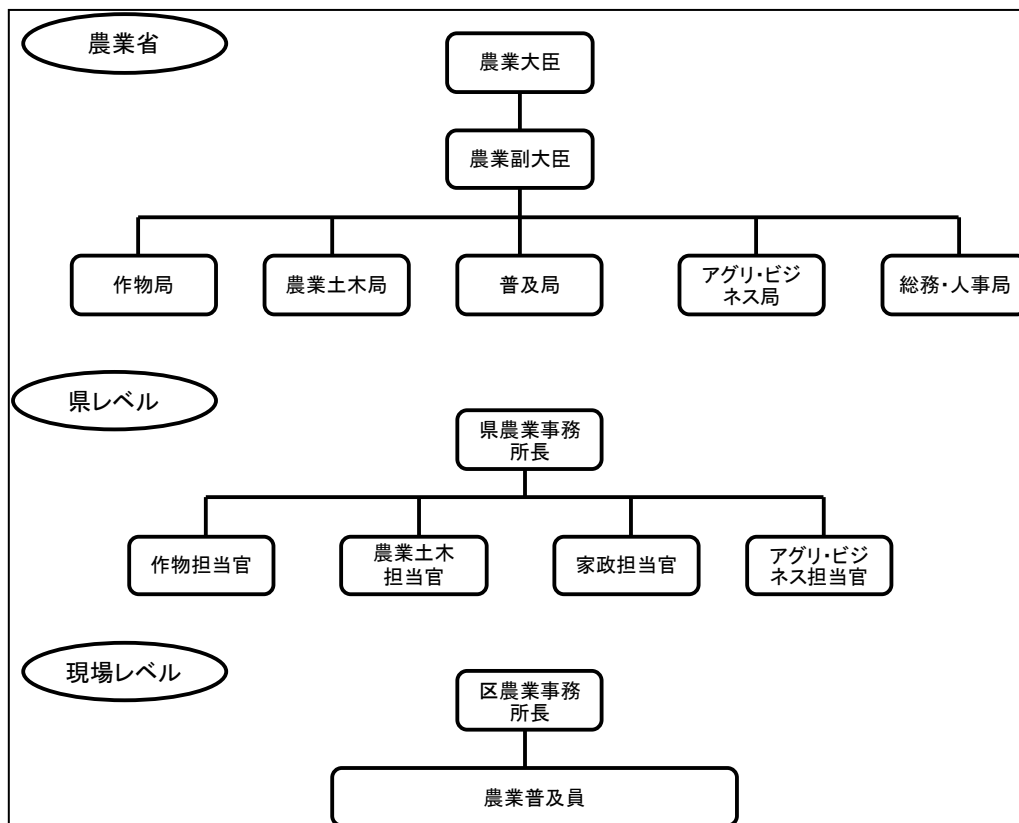 農業省
農業大臣
農業副大臣
作物局
農業土木局
普及局
アグリ・ビジ
ネス局
総務・人事局
県レベル
県農業事務
所長
作物担当官
農業土木
担当官
家政担当官
アグリ・ビジ
ネス担当官
現場レベル
区農業事務
所長
農業普及員